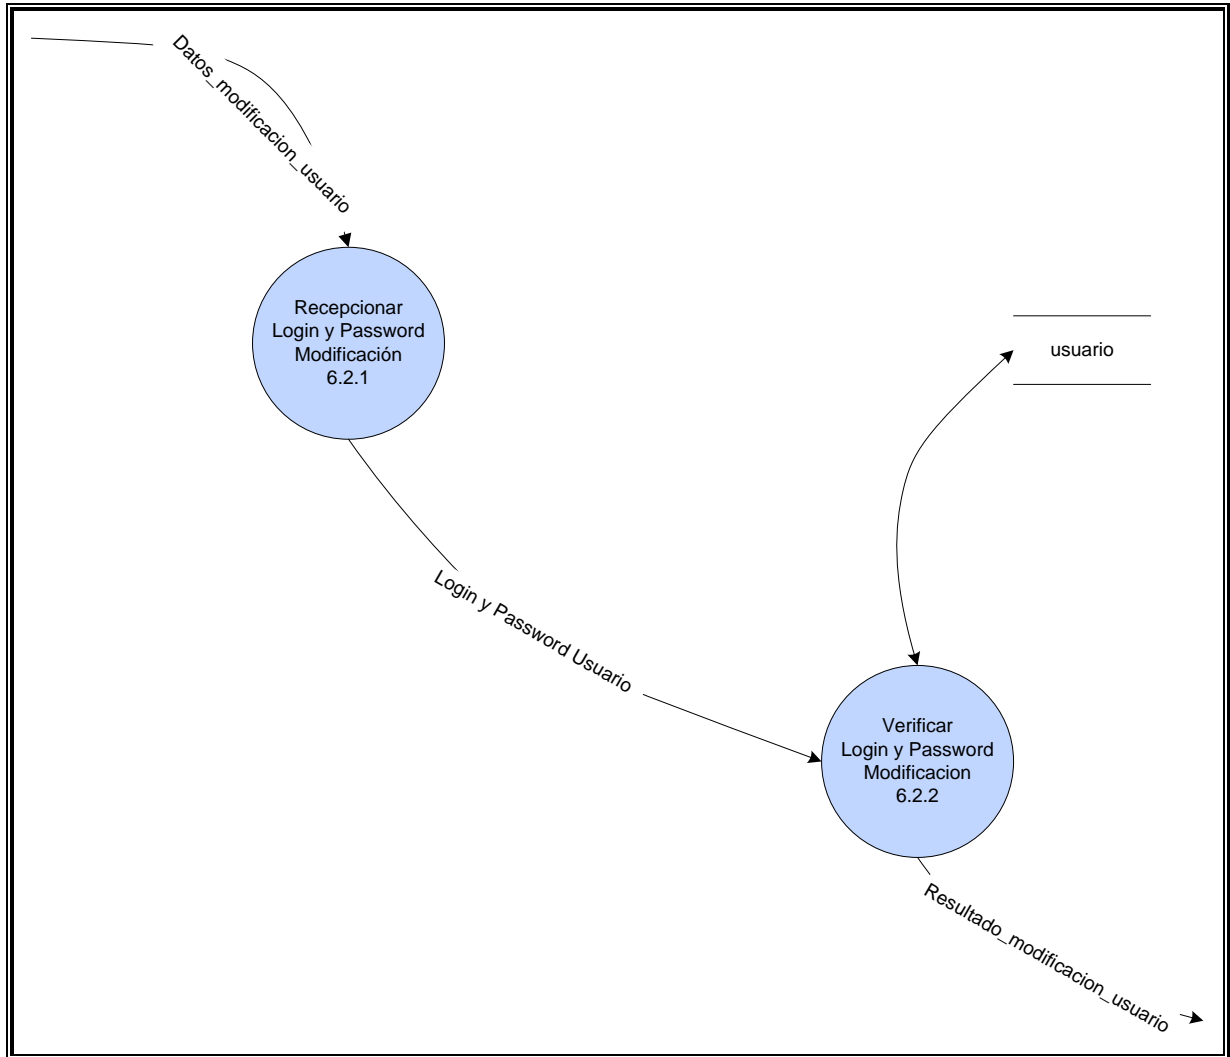 Datos_modificacion_usuario
Recepcionar
Login y Password
Modificación
6.2.1
usuario
Login y Password Usuario
Verificar
Login y Password
Modificacion
6.2.2
Resultado_modificacion_usuario